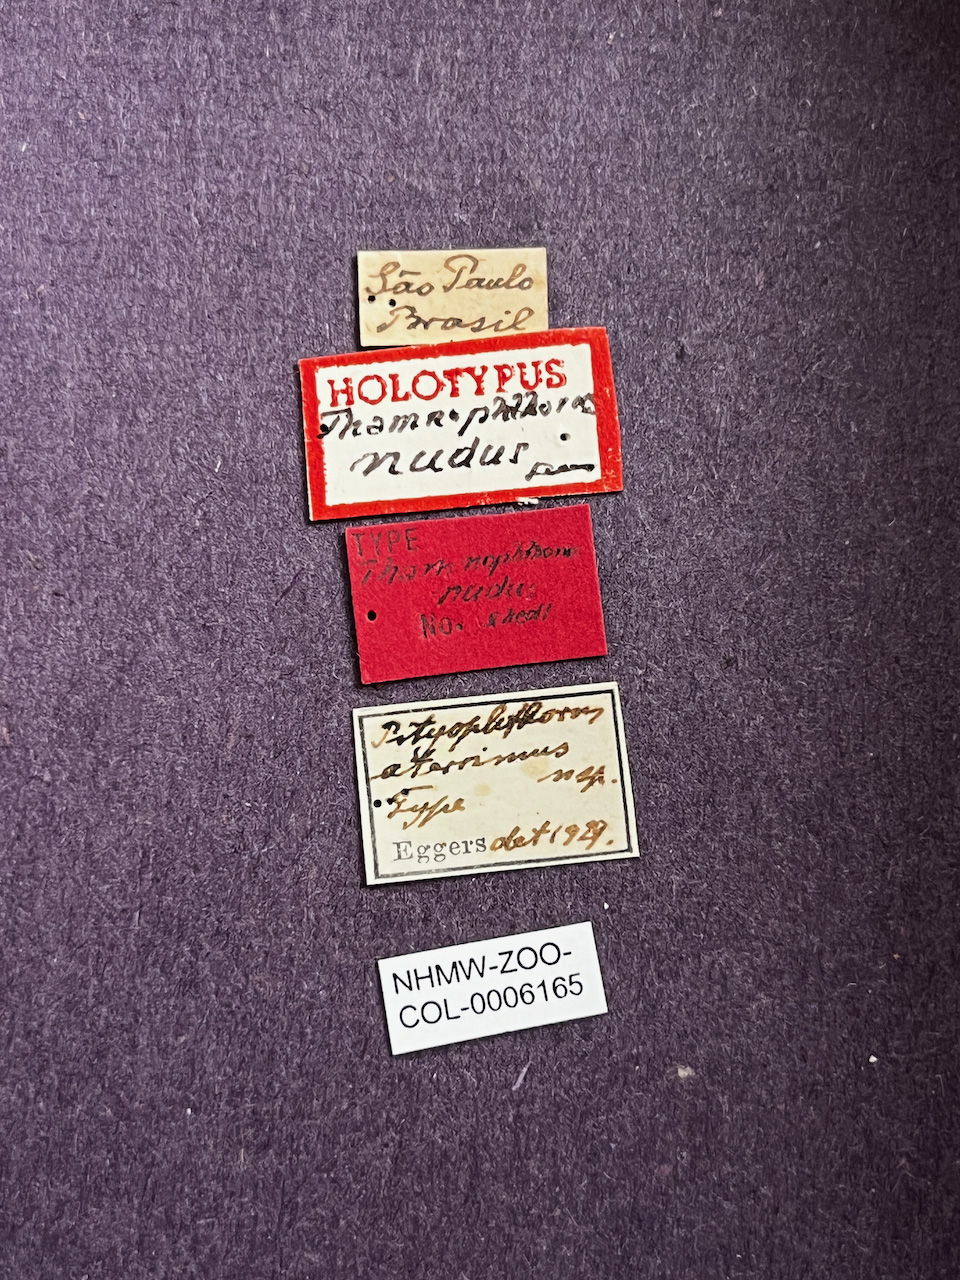 São Paulo
Brasil
HOLOTYPUS
Thamnophthorus
nudus
TYPE
Thamnophthorus
nudus
No. Schedl
Pityophthorus
aterrimus
n sp.
Type
Eggers det 1929.
NHMW-ZOO-
COL-0006165